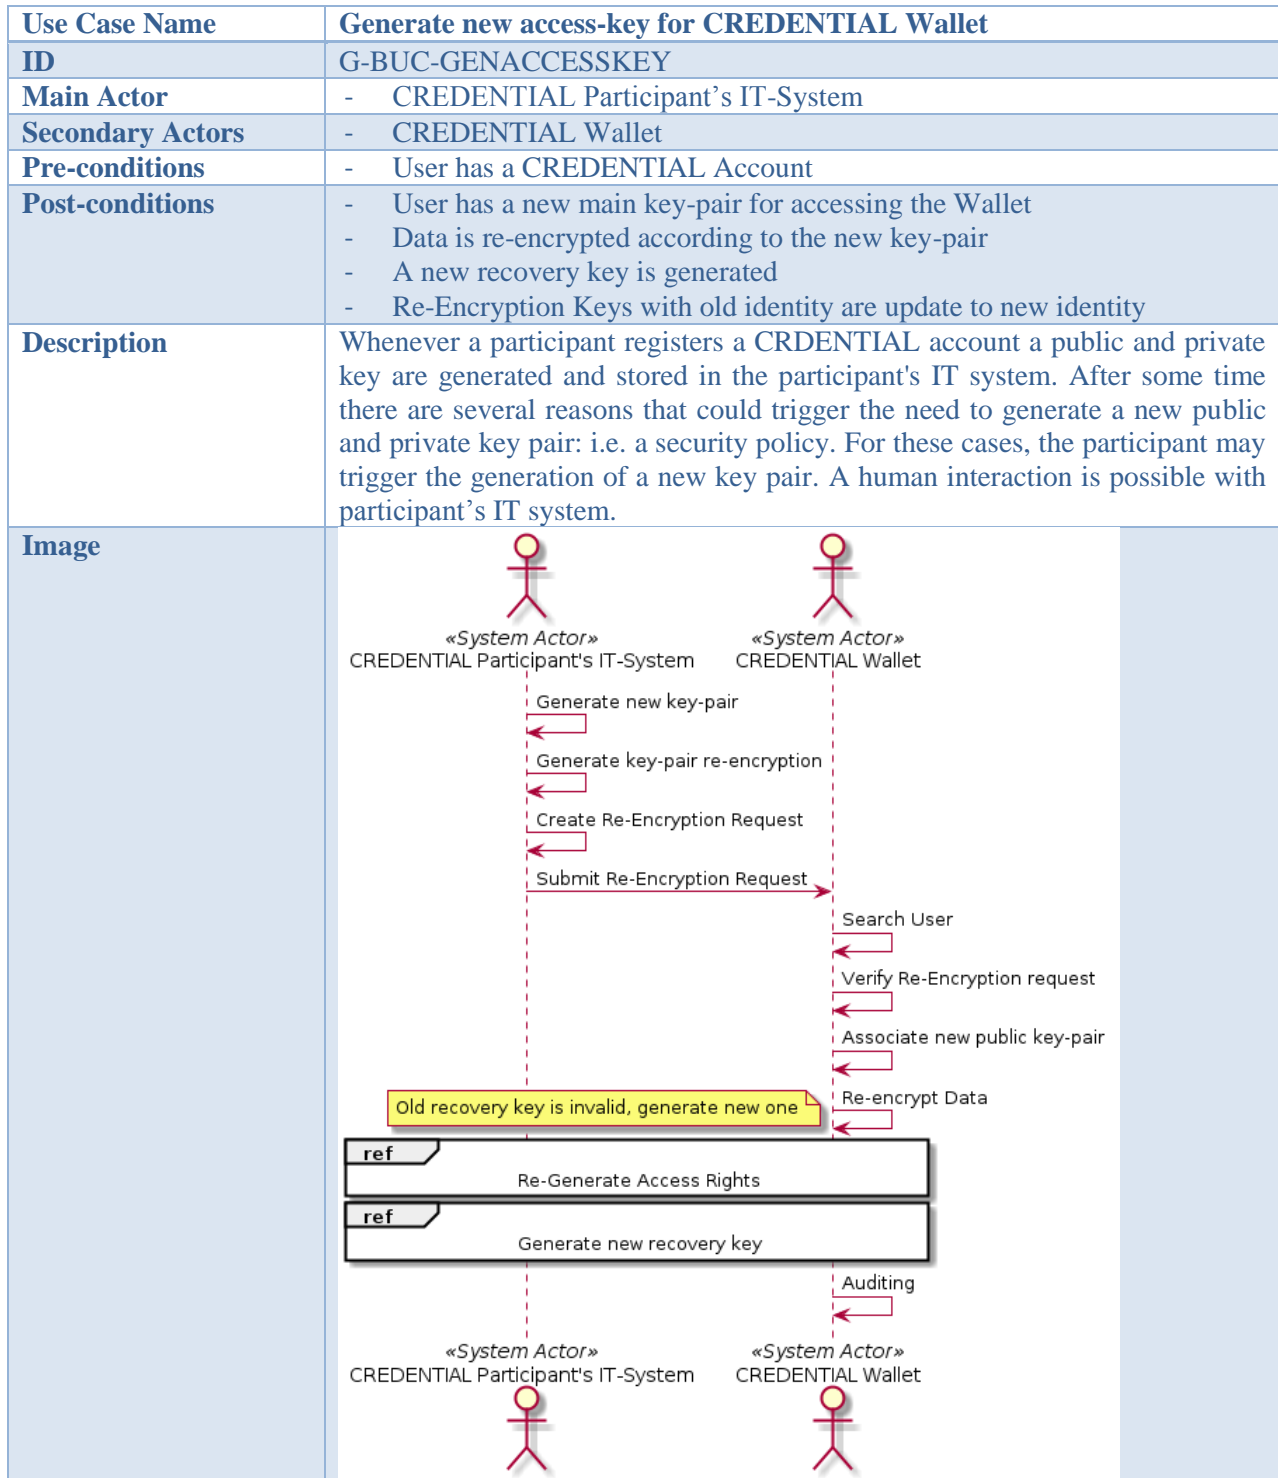 Use Case Name Generate new access-key for CREDENTIAL Wallet
ID G-BUC-GENACCESSKEY
Main Actor - CREDENTIAL Participant’s IT-System
Secondary Actors - CREDENTIAL Wallet
Pre-conditions - User has a CREDENTIAL Account
Post-conditions - User has a new main key-pair for accessing the Wallet
- Data is re-encrypted according to the new key-pair
- A new recovery key is generated
- Re-Encryption Keys with old identity are update to new identity
Description Whenever a participant registers a CRDENTIAL account a public and private
key are generated and stored in the participant's IT system. After some time
there are several reasons that could trigger the need to generate a new public
and private key pair: i.e. a security policy. For these cases, the participant may
trigger the generation of a new key pair. A human interaction is possible with
participant’s IT system.
Image
«System Actor» «System Actor»
CREDENTIAL Participant's IT-System CREDENTIAL Wallet
Generate new key-pair
Generate key-pair re-encryption
Create Re-Encryption Request
Submit Re-Encryption Request
Search User
Verify Re-Encryption request
Associate new public key-pair
Re-encrypt Data
Old recovery key is invalid, generate new one
ref
Re-Generate Access Rights
ref
Generate new recovery key
Auditing
«System Actor» «System Actor»
CREDENTIAL Participant's IT-System CREDENTIAL Wallet